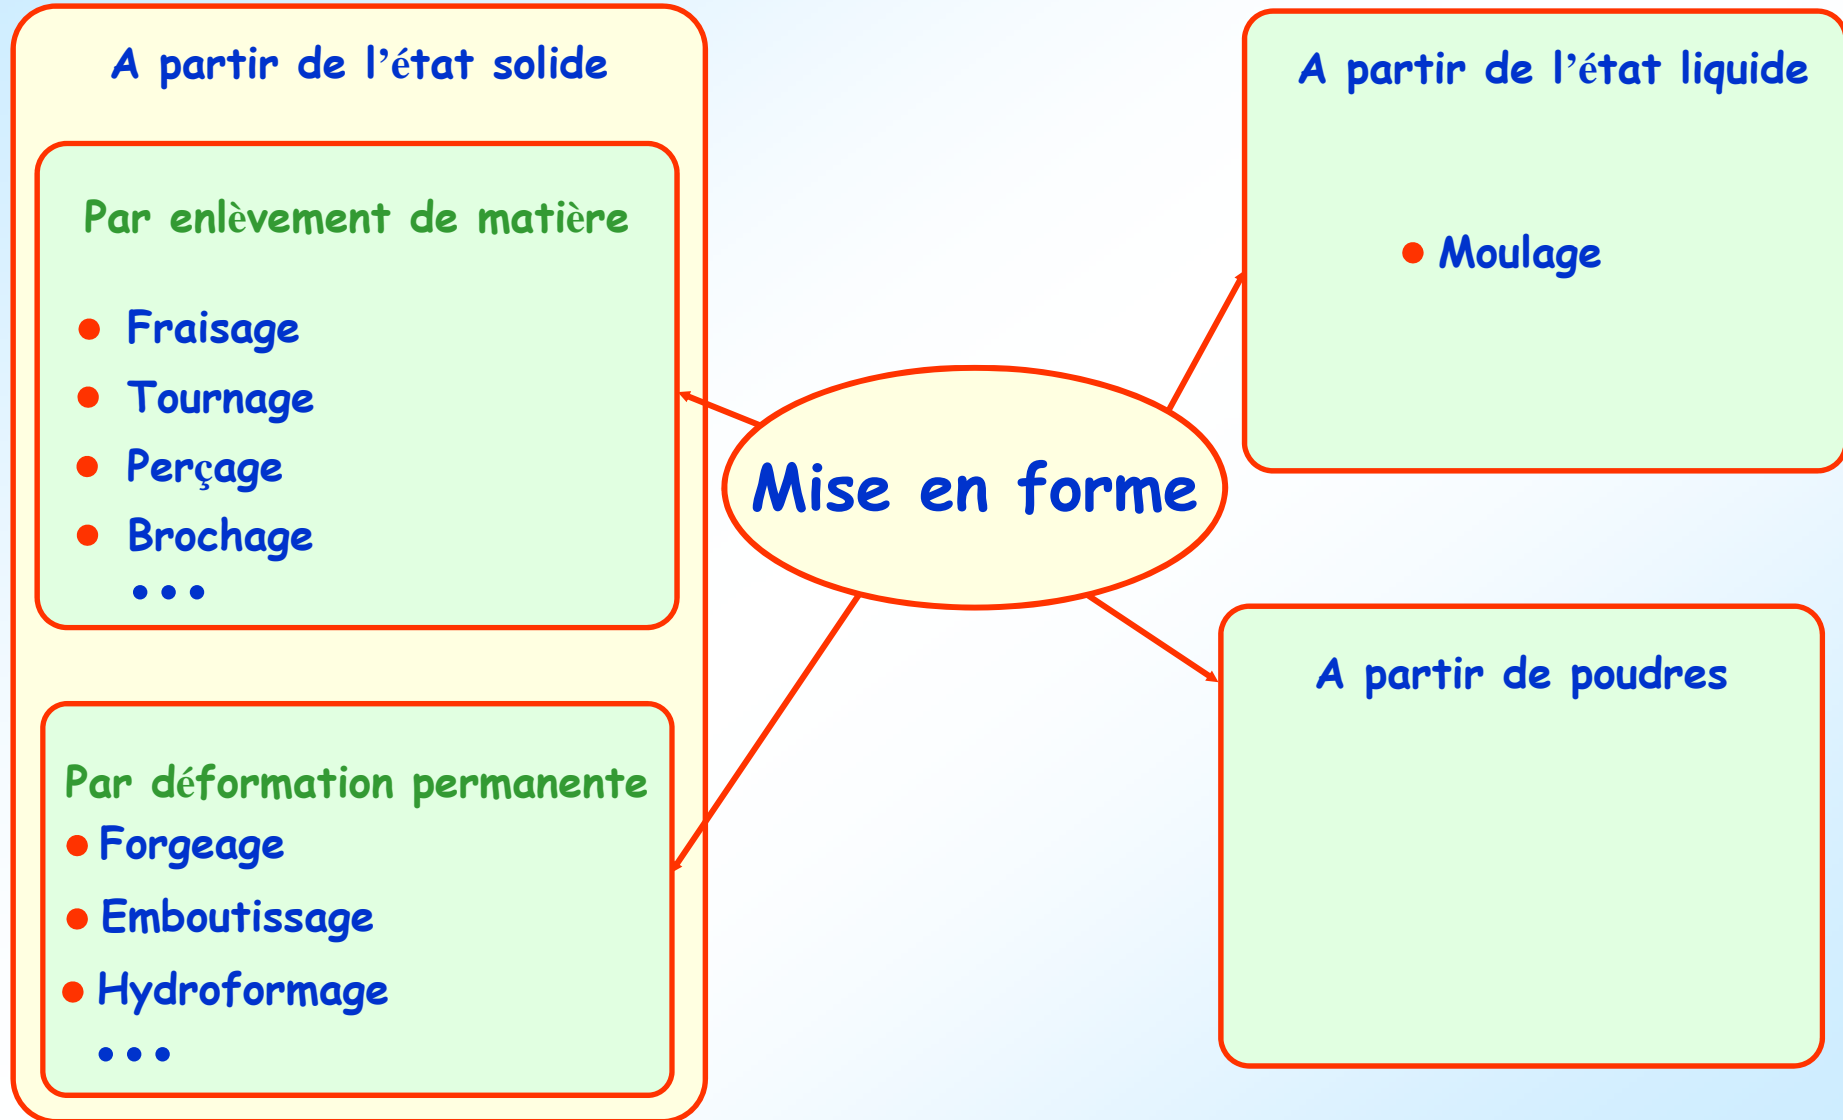 A partir de l’état solide
Par enlèvement de matière
• Fraisage
• Tournage
• Perçage
• Brochage
•••
Par déformation permanente
• Forgeage
• Emboutissage
• Hydroformage
•••
Mise en forme
A partir de l’état liquide
• Moulage
A partir de poudres